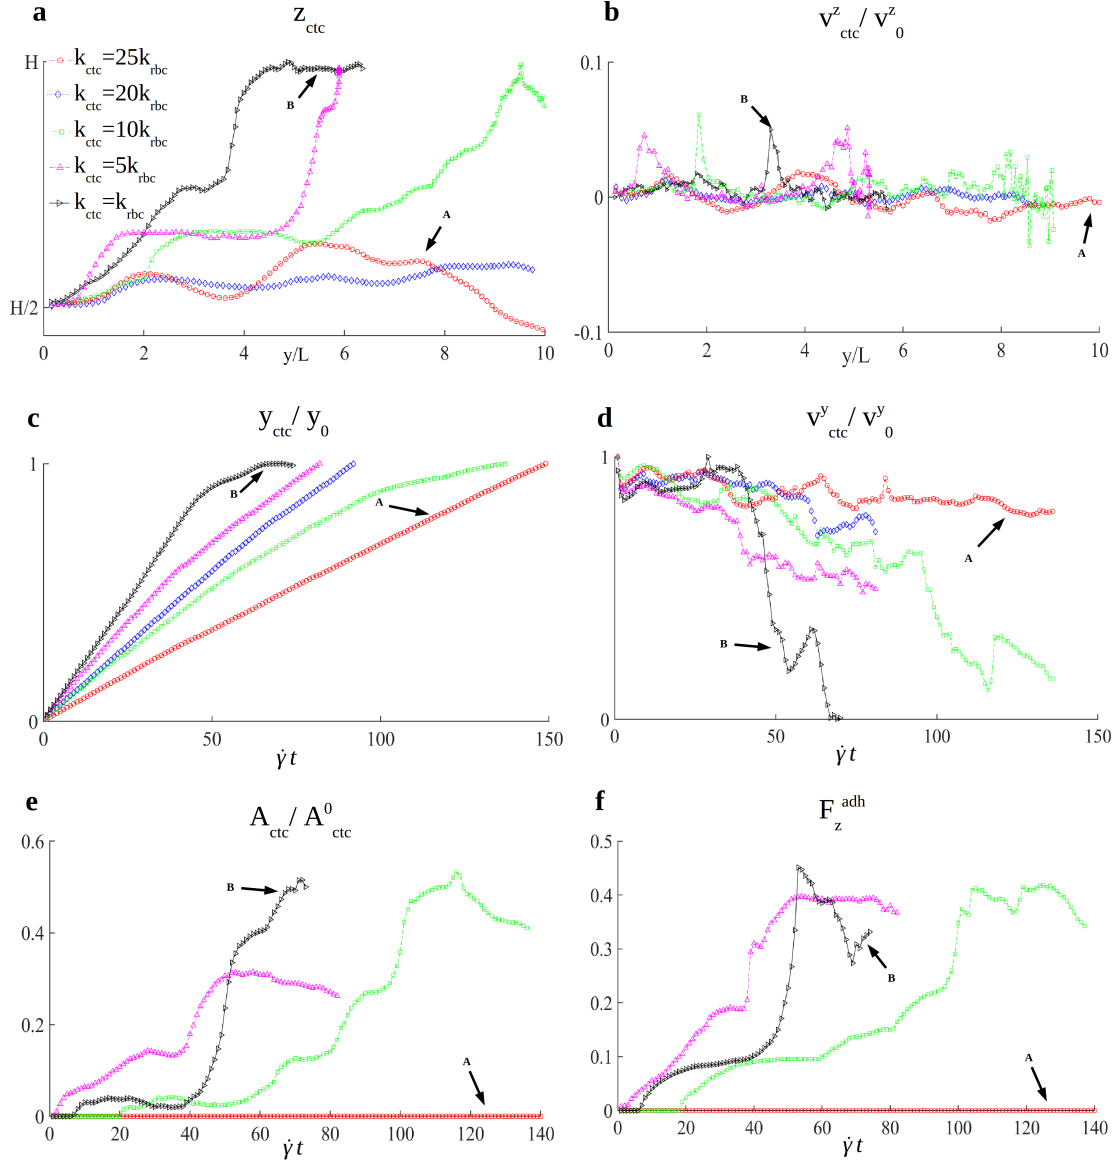 a
z_ctc
H
H/2
k_ctc=25k_rbc
k_ctc=20k_rbc
k_ctc=10k_rbc
k_ctc=5k_rbc
k_ctc=k_rbc
B
A
0 2 4 6 8 10
y/L
b
v^z_ctc/ v^z_0
0.1
0
-0.1
B
A
0 2 4 6 8 10
y/L
c
y_ctc/ y_0
1
1
B
A
0 50 100 150
γ̇ t
d
v^y_ctc/ v^y_0
1
0
A
B
0 50 100 150
γ̇ t
e
A_ctc/ A^0_ctc
0.6
0.4
0.2
0
B
A
0 20 40 60 80 100 120 140
γ̇ t
f
F_z^adh
0.5
0.4
0.3
0.2
0.1
0
B
A
0 20 40 60 80 100 120 140
γ̇ t